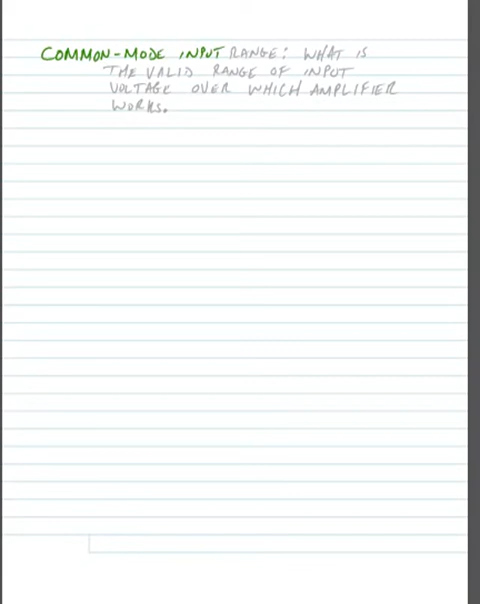 COMMON-MODE INPUT RANGE: WHAT IS
THE VALID RANGE OF INPUT
VOLTAGE OVER WHICH AMPLIFIER
WORKS.